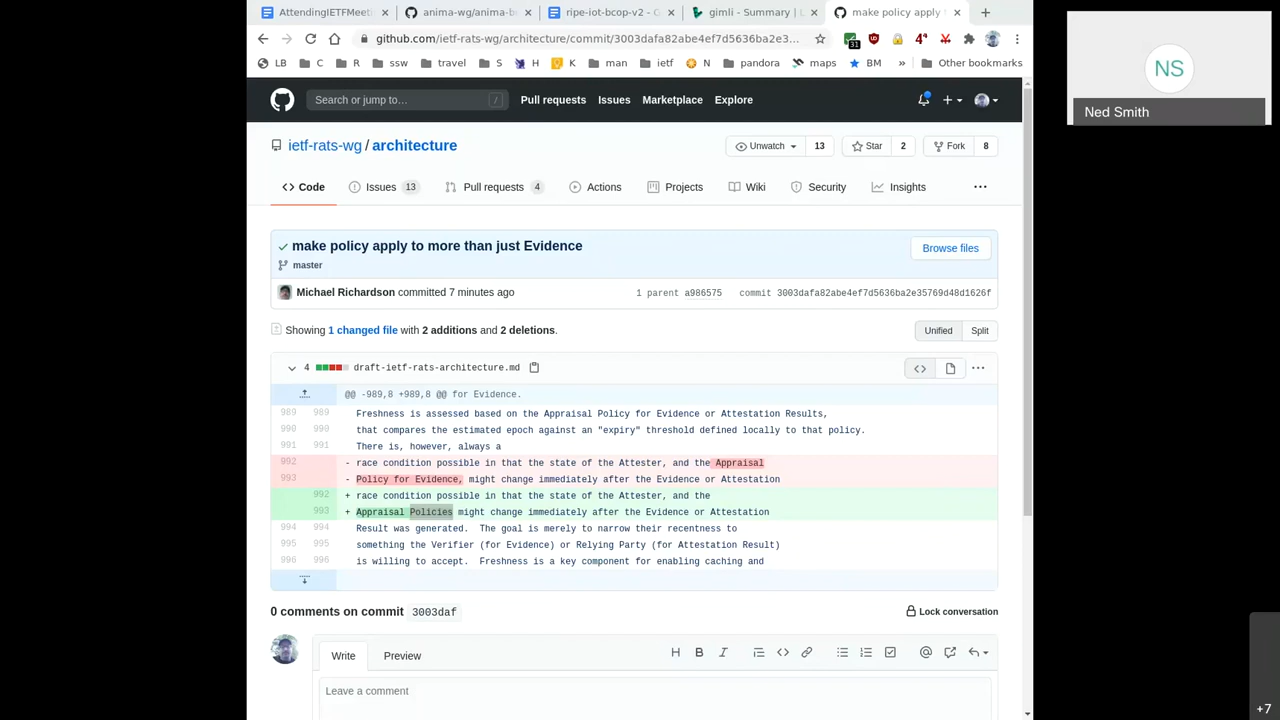 AttendingIETFMeeti
anima-wg/anima-b
ripe-iot-bcop-v2 - G
gimli - Summary | L
make policy apply t
github.com/ietf-rats-wg/architecture/commit/3003dafa82abe4ef7d5636ba2e3...
31
LB C R ssw travel S H K man ietf N pandora maps BM » Other bookmarks
Search or jump to… /
Pull requests Issues Marketplace Explore
ietf-rats-wg / architecture
Unwatch 13 Star 2 Fork 8
Code Issues 13 Pull requests 4 Actions Projects Wiki Security Insights
make policy apply to more than just Evidence
Browse files
master
Michael Richardson committed 7 minutes ago
1 parent a986575 commit 3003dafa82abe4ef7d5636ba2e35769d48d1626f
Showing 1 changed file with 2 additions and 2 deletions.
Unified Split
4 draft-ietf-rats-architecture.md
@@ -989,8 +989,8 @@ for Evidence.
989 989 Freshness is assessed based on the Appraisal Policy for Evidence or Attestation Results,
990 990 that compares the estimated epoch against an "expiry" threshold defined locally to that policy.
991 991 There is, however, always a
992 - race condition possible in that the state of the Attester, and the Appraisal
993 - Policy for Evidence, might change immediately after the Evidence or Attestation
992 + race condition possible in that the state of the Attester, and the
993 + Appraisal Policies might change immediately after the Evidence or Attestation
994 994 Result was generated. The goal is merely to narrow their recentness to
995 995 something the Verifier (for Evidence) or Relying Party (for Attestation Result)
996 996 is willing to accept. Freshness is a key component for enabling caching and
0 comments on commit 3003daf
Lock conversation
Write Preview
Leave a comment
NS
Ned Smith
+7